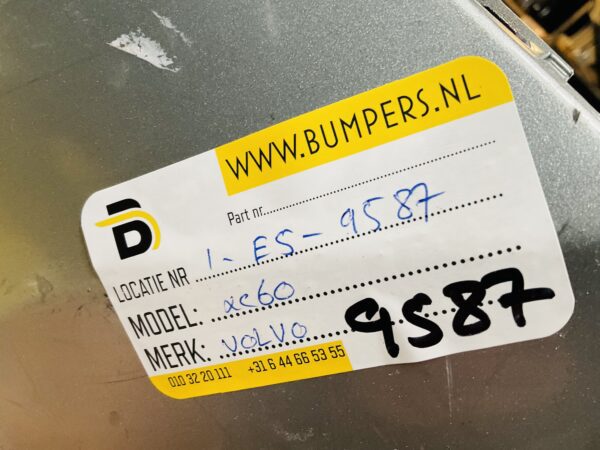 WWW.BUMPERS.NL
Part nr.
B
LOCATIE NR 1-ES-9587
MODEL: xc60
MERK: VOLVO 9587
010 32 20 111 +31 6 44 66 53 55